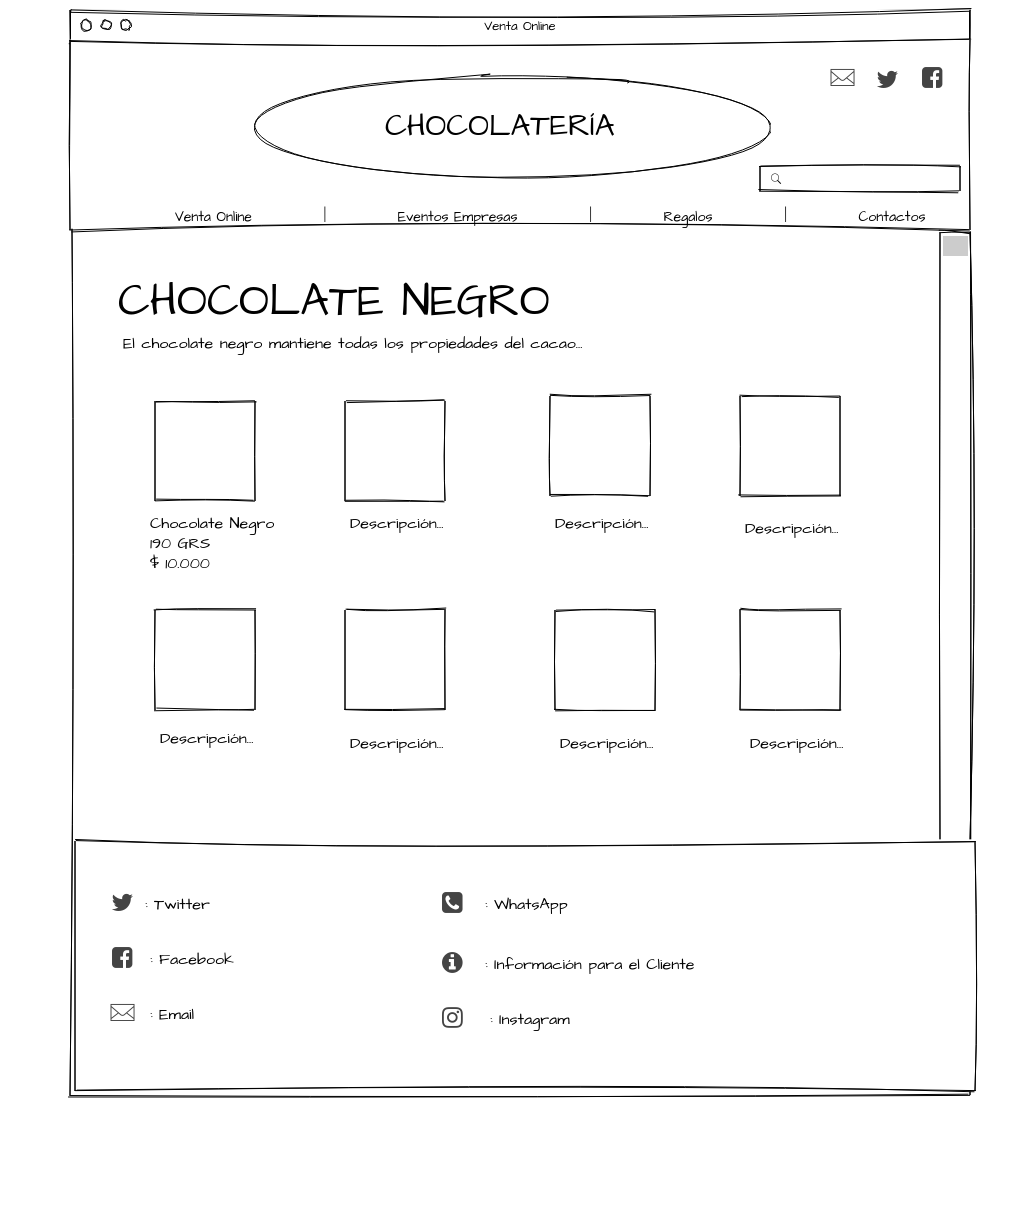 Venta Online
CHOCOLATERÍA
Venta Online
Eventos Empresas
Regalos
Contactos
CHOCOLATE NEGRO
El chocolate negro mantiene todas los propiedades del cacao...
Chocolate Negro
190 GRS
$ 10.000
Descripción...
Descripción...
Descripción...
Descripción...
Descripción...
Descripción...
Descripción...
: Twitter
: WhatsApp
: Facebook
: Información para el Cliente
: Email
: Instagram